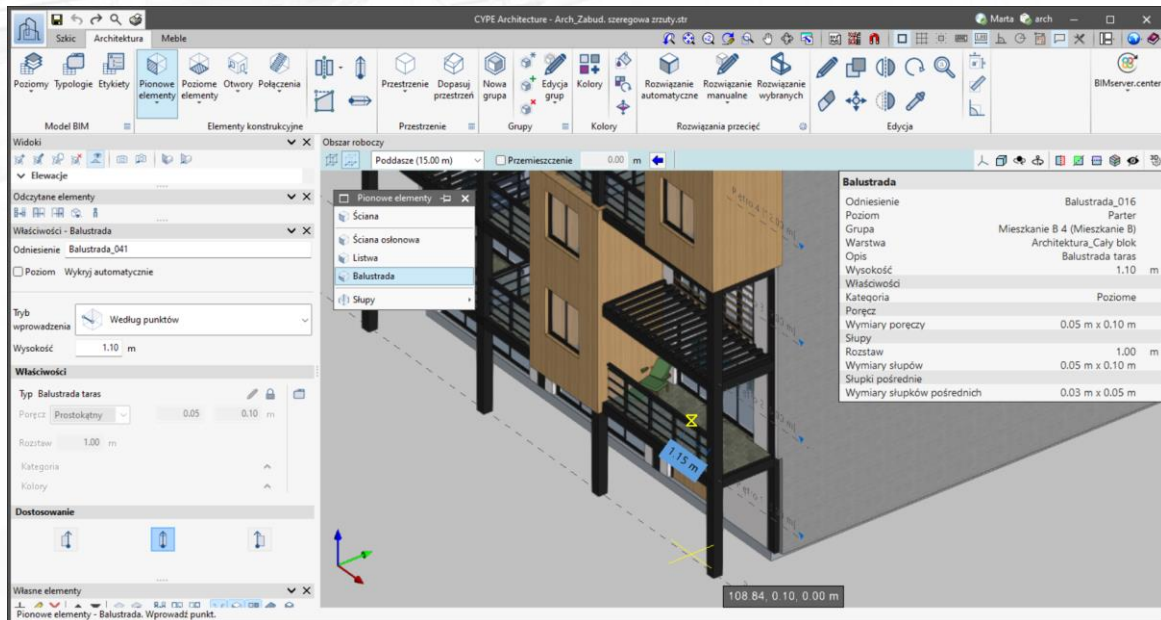 CYPE Architecture - Arch_Zabud. szeregowa zrzuty.str
Marta arch
Szkic Architektura Meble
Poziomy Typologie Etykiety
Pionowe elementy Poziome elementy Otwory Połączenia
Przestrzenie Dopasuj przestrzeń
Nowa grupa Edycja grup
Kolory
Rozwiązanie automatyczne Rozwiązanie manualne Rozwiązanie wybranych
BIMserver.center
Model BIM
Elementy konstrukcyjne
Przestrzenie
Grupy
Kolory
Rozwiązania przecięć
Edycja
Widoki
Elewacje
Odczytane elementy
Właściwości - Balustrada
Odniesienie Balustrada_041
Poziom Wykryj automatycznie
Tryb wprowadzenia Według punktów
Wysokość 1.10 m
Właściwości
Typ Balustrada taras
Poręcz Prostokątny 0.05 0.10 m
Rozstaw 1.00 m
Kategoria
Kolory
Dostosowanie
Własne elementy
Pionowe elementy - Balustrada. Wprowadź punkt.
Obszar roboczy
Poddasze (15.00 m) Przemieszczenie 0.00 m
Pionowe elementy
Ściana
Ściana osłonowa
Listwa
Balustrada
Słupy
1.15 m
108.84, 0.10, 0.00 m
Balustrada
Odniesienie Balustrada_016
Poziom Parter
Grupa Mieszkanie B 4 (Mieszkanie B)
Warstwa Architektura_Cały blok
Opis Balustrada taras
Wysokość 1.10 m
Właściwości
Kategoria Poziome
Poręcz
Wymiary poręczy 0.05 m x 0.10 m
Słupy
Rozstaw 1.00 m
Wymiary słupów 0.05 m x 0.10 m
Słupki pośrednie
Wymiary słupków pośrednich 0.03 m x 0.05 m